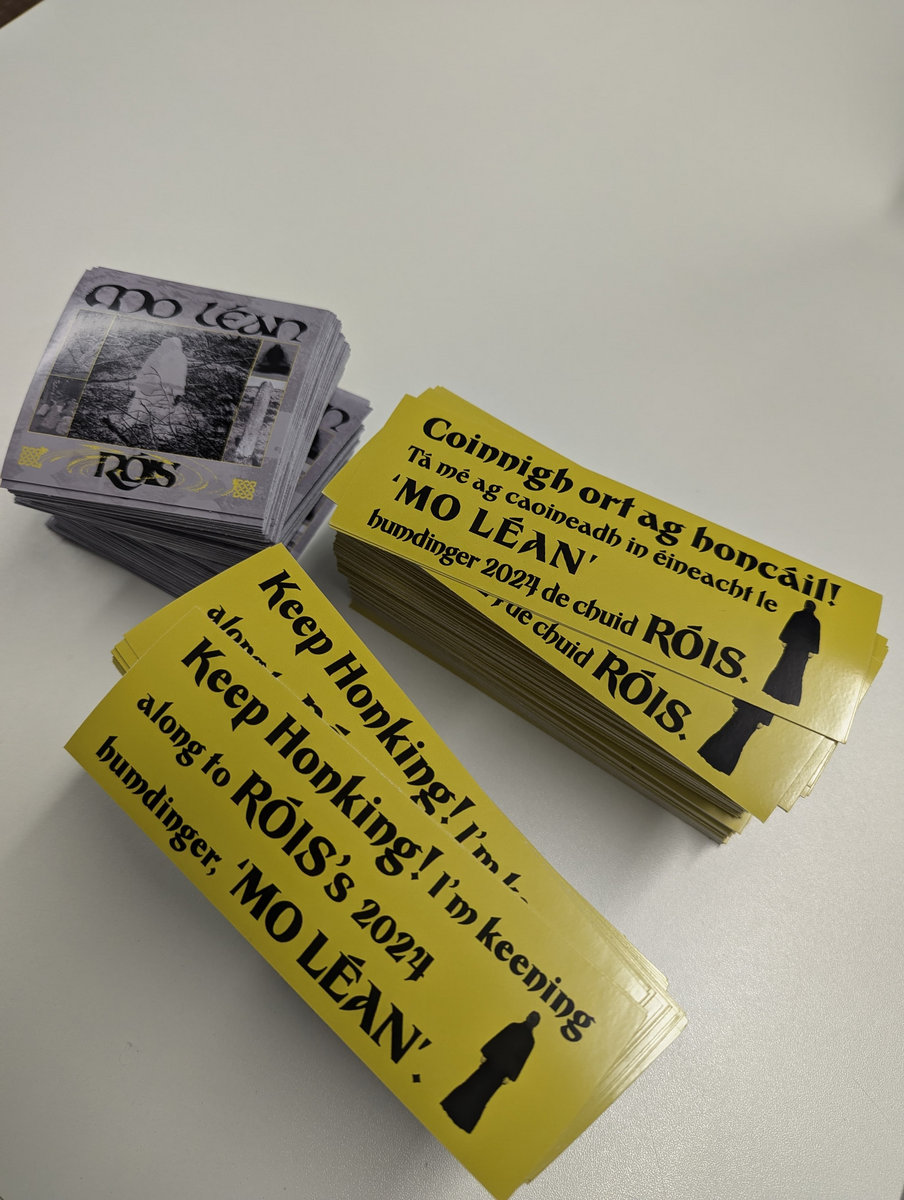 MO LÉAN
RÓIS
Coinnigh ort ag honcáil!
Tá mé ag caoineadh in éineacht le
'MO LÉAN'
humdinger 2024 de chuid RÓIS.
de chuid RÓIS.
Keep Honking! I'm k
along
Keep Honking! I'm keening
along to RÓIS's 2024
humdinger, 'MO LÉAN'.